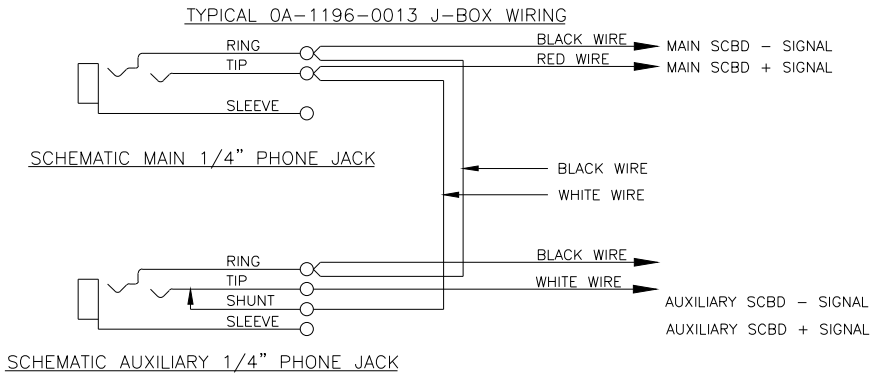 TYPICAL 0A-1196-0013 J-BOX WIRING
RING
BLACK WIRE
MAIN SCBD - SIGNAL
TIP
RED WIRE
MAIN SCBD + SIGNAL
SLEEVE
SCHEMATIC MAIN 1/4" PHONE JACK
BLACK WIRE
WHITE WIRE
RING
BLACK WIRE
TIP
WHITE WIRE
SHUNT
AUXILIARY SCBD - SIGNAL
SLEEVE
AUXILIARY SCBD + SIGNAL
SCHEMATIC AUXILIARY 1/4" PHONE JACK